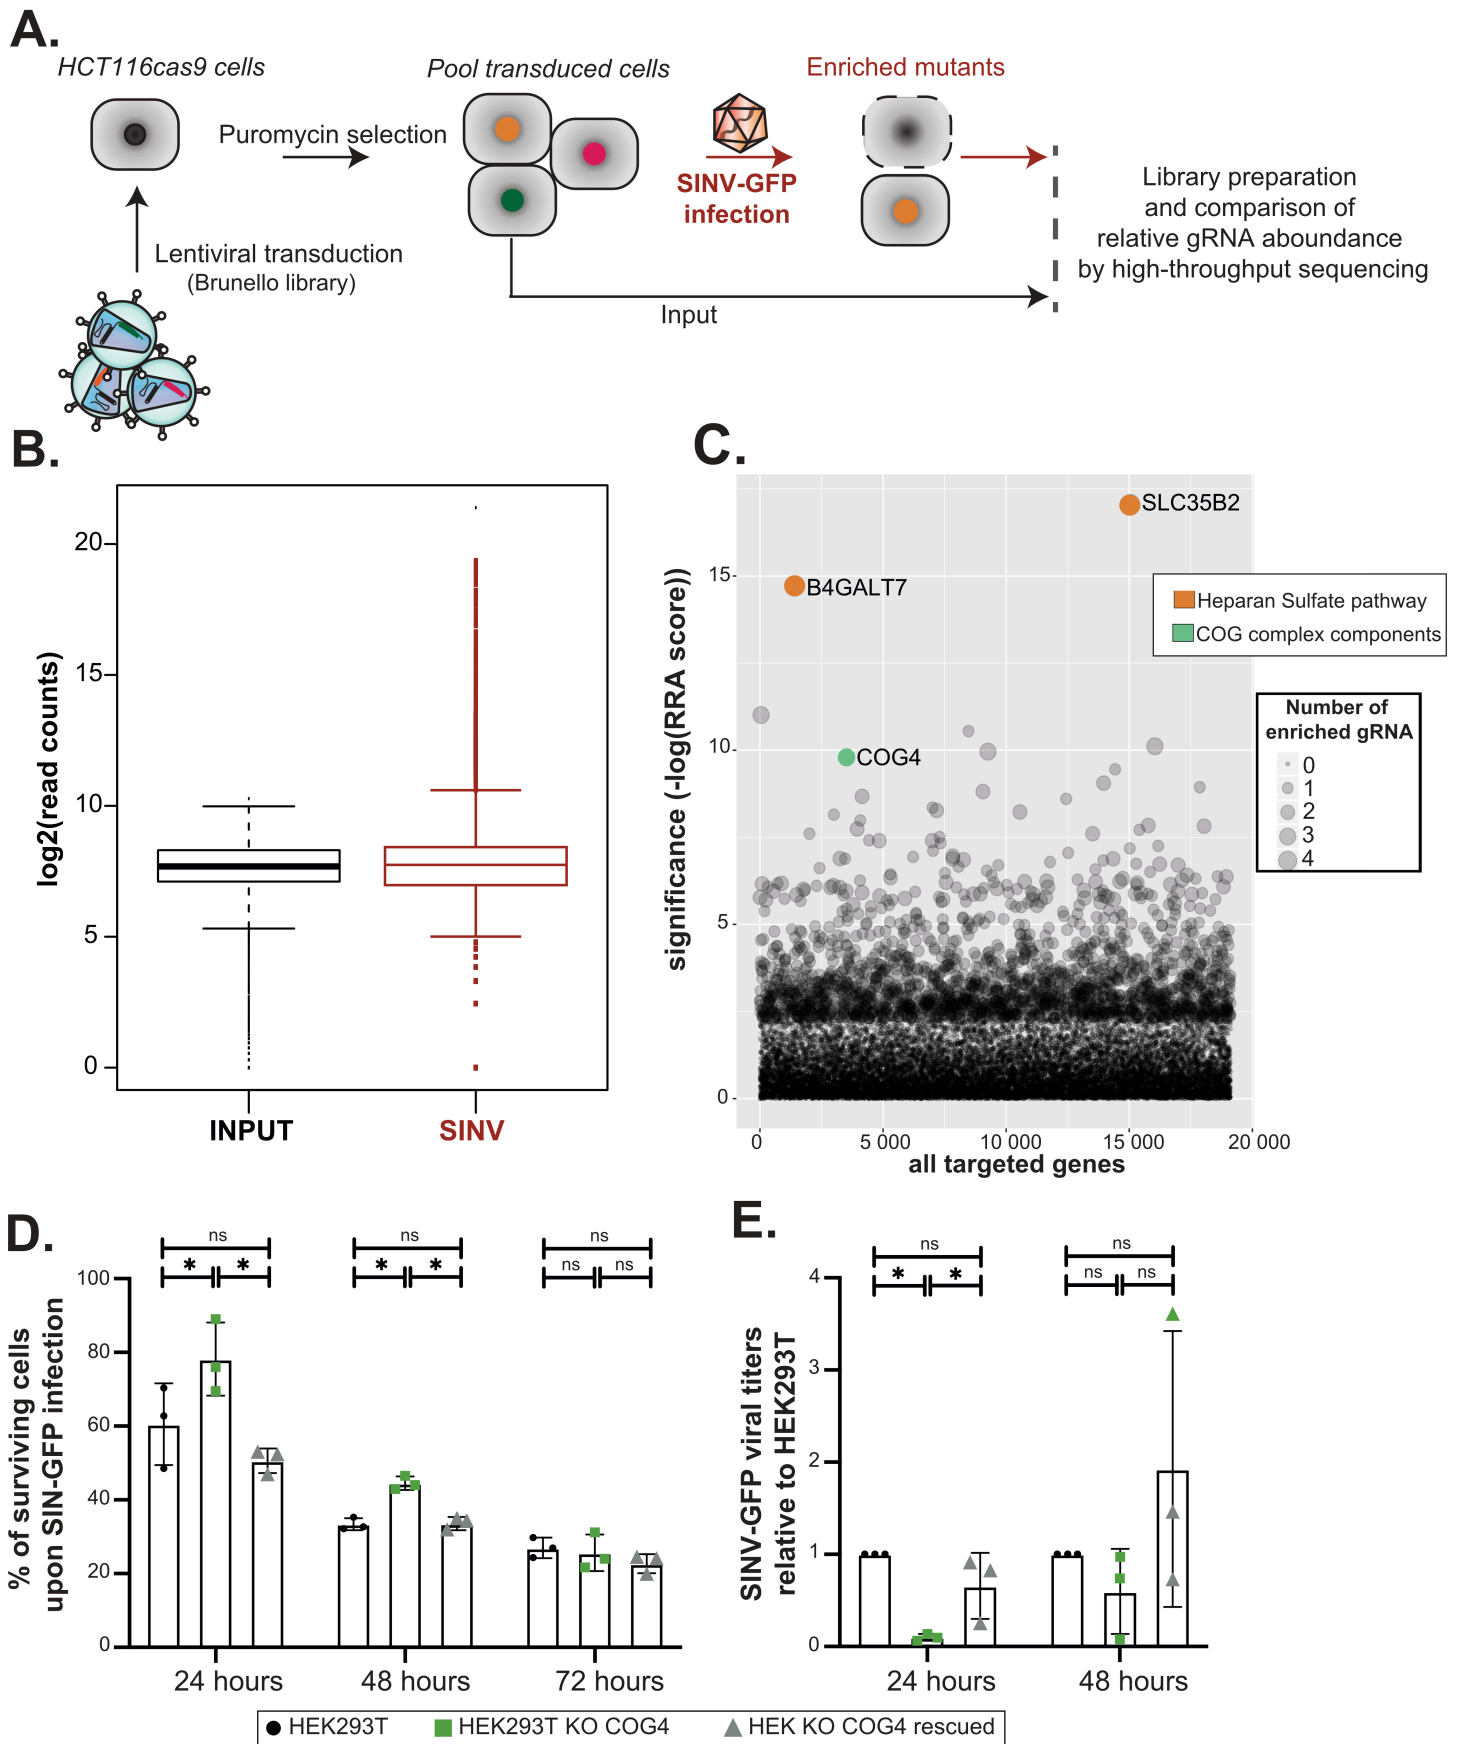 A.
HCT116cas9 cells
Pool transduced cells
Enriched mutants
Puromycin selection
SINV-GFP
infection
Lentiviral transduction
(Brunello library)
Input
Library preparation
and comparison of
relative gRNA aboundance
by high-throughput sequencing
B.
log2(read counts)
20
15
10
5
0
INPUT
SINV
C.
significance (-log(RRA score))
15
10
5
0
SLC35B2
B4GALT7
COG4
0
5 000
10 000
15 000
20 000
all targeted genes
Heparan Sulfate pathway
COG complex components
Number of
enriched gRNA
0
1
2
3
4
D.
% of surviving cells
upon SIN-GFP infection
100
80
60
40
20
0
ns
* *
ns
* *
ns
ns ns
24 hours
48 hours
72 hours
E.
SINV-GFP viral titers
relative to HEK293T
4
3
2
1
0
ns
* *
ns
ns ns
24 hours
48 hours
HEK293T
HEK293T KO COG4
HEK KO COG4 rescued